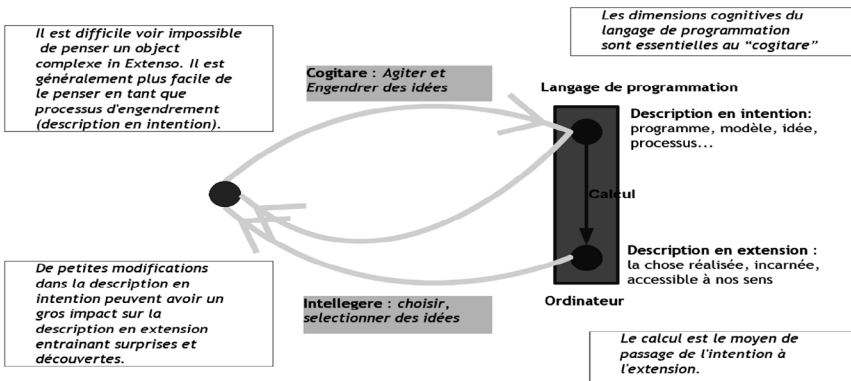 Il est difficile voir impossible
de penser un object
complexe in Extenso. Il est
généralement plus facile de
le penser en tant que
processus d'engendrement
(description en intention).
Les dimensions cognitives du
langage de programmation
sont essentielles au “cogitare”
Cogitare : Agiter et
Engendrer des idées
Langage de programmation
Description en intention:
programme, modèle, idée,
processus...
Calcul
Description en extension :
la chose réalisée, incarnée,
accessible à nos sens
Ordinateur
De petites modifications
dans la description en
intention peuvent avoir un
gros impact sur la
description en extension
entrainant surprises et
découvertes.
Intellegere : choisir,
selectionner des idées
Le calcul est le moyen de
passage de l'intention à
l'extension.